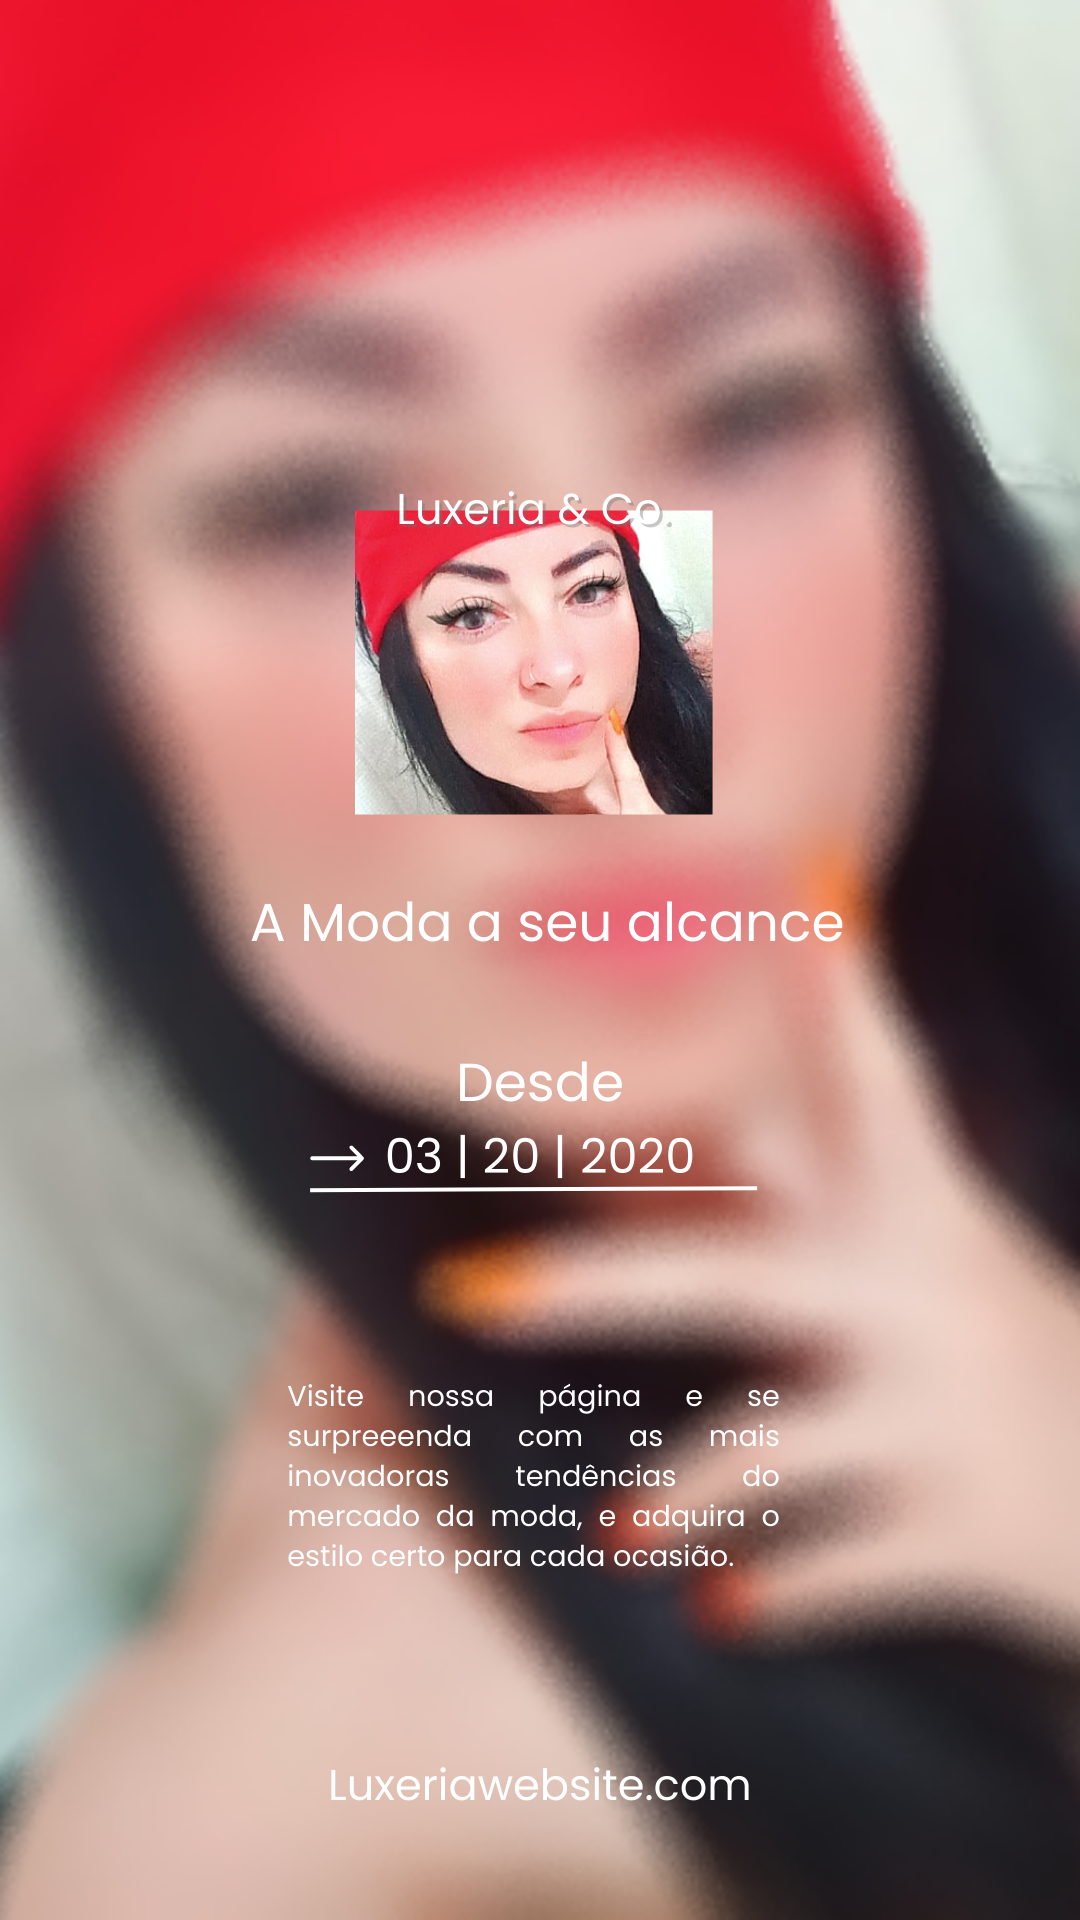 Luxeria & Co.
A Moda a seu alcance
Desde
→ 03 | 20 | 2020
Visite nossa página e se
surpreeenda com as mais
inovadoras tendências do
mercado da moda, e adquira o
estilo certo para cada ocasião.
Luxeriawebsite.com